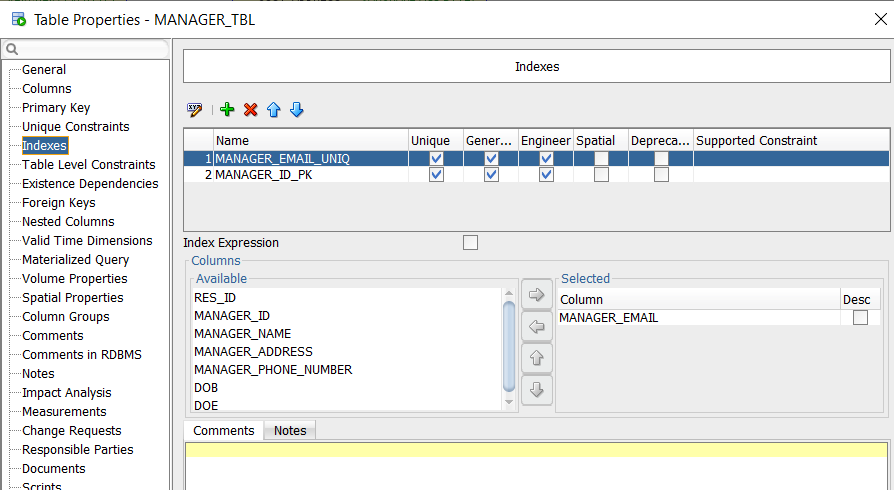 Table Properties - MANAGER_TBL
General
Columns
Primary Key
Unique Constraints
Indexes
Table Level Constraints
Existence Dependencies
Foreign Keys
Nested Columns
Valid Time Dimensions
Materialized Query
Volume Properties
Spatial Properties
Column Groups
Comments
Comments in RDBMS
Notes
Impact Analysis
Measurements
Change Requests
Responsible Parties
Documents
Scripts
Indexes
Name Unique Gener... Engineer Spatial Depreca... Supported Constraint
1 MANAGER_EMAIL_UNIQ
2 MANAGER_ID_PK
Index Expression
Columns
Available
RES_ID
MANAGER_ID
MANAGER_NAME
MANAGER_ADDRESS
MANAGER_PHONE_NUMBER
DOB
DOE
Selected
Column Desc
MANAGER_EMAIL
Comments Notes